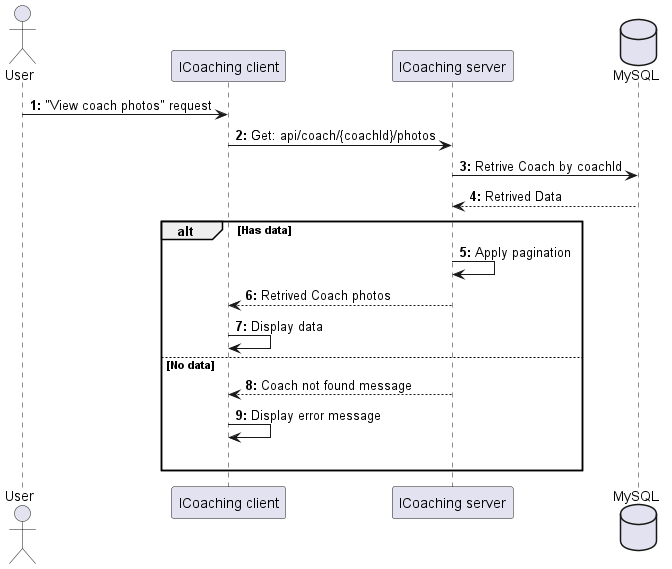 User
ICoaching client
ICoaching server
MySQL
1: "View coach photos" request
2: Get: api/coach/{coachId}/photos
3: Retrive Coach by coachId
4: Retrived Data
alt [Has data]
5: Apply pagination
6: Retrived Coach photos
7: Display data
[No data]
8: Coach not found message
9: Display error message
User
ICoaching client
ICoaching server
MySQL